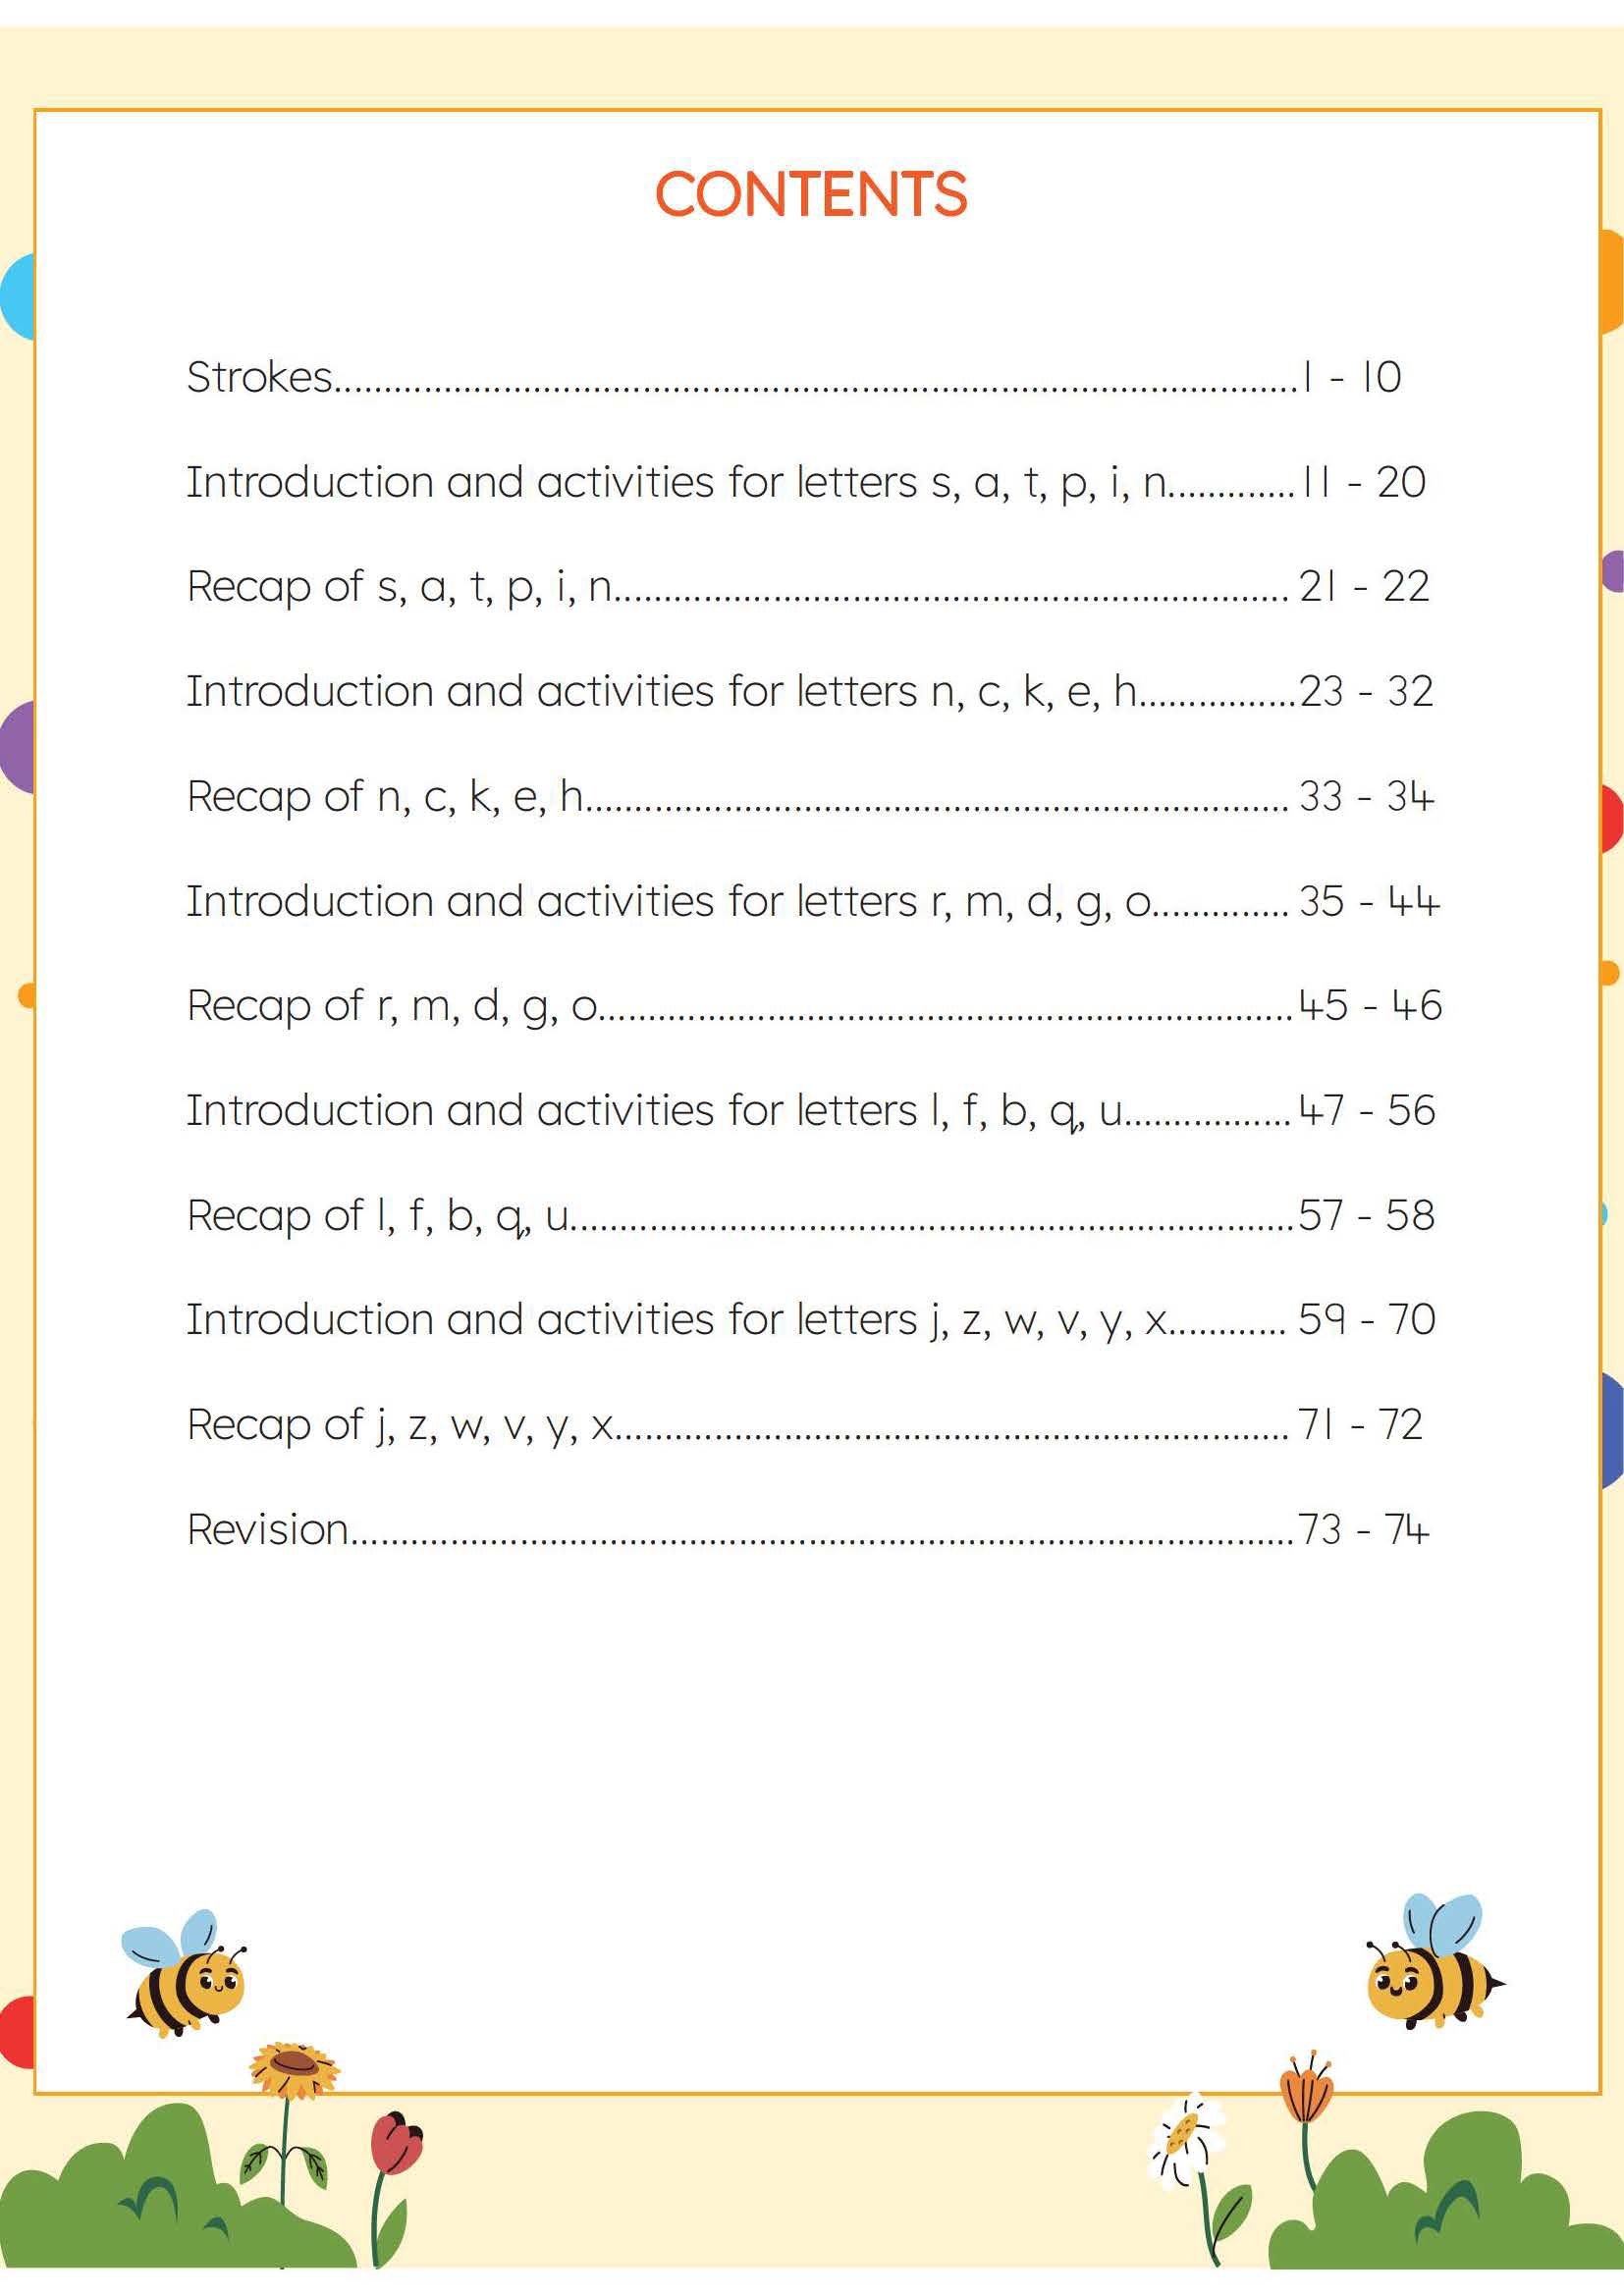 CONTENTS
Strokes.................................................................................................1 - 10
Introduction and activities for letters s, a, t, p, i, n.............11 - 20
Recap of s, a, t, p, i, n.................................................................... 21 - 22
Introduction and activities for letters n, c, k, e, h................23 - 32
Recap of n, c, k, e, h....................................................................... 33 - 34
Introduction and activities for letters r, m, d, g, o.............. 35 - 44
Recap of r, m, d, g, o......................................................................45 - 46
Introduction and activities for letters l, f, b, q, u.................47 - 56
Recap of l, f, b, q, u.........................................................................57 - 58
Introduction and activities for letters j, z, w, v, y, x............ 59 - 70
Recap of j, z, w, v, y, x.................................................................... 71 - 72
Revision...............................................................................................73 - 74